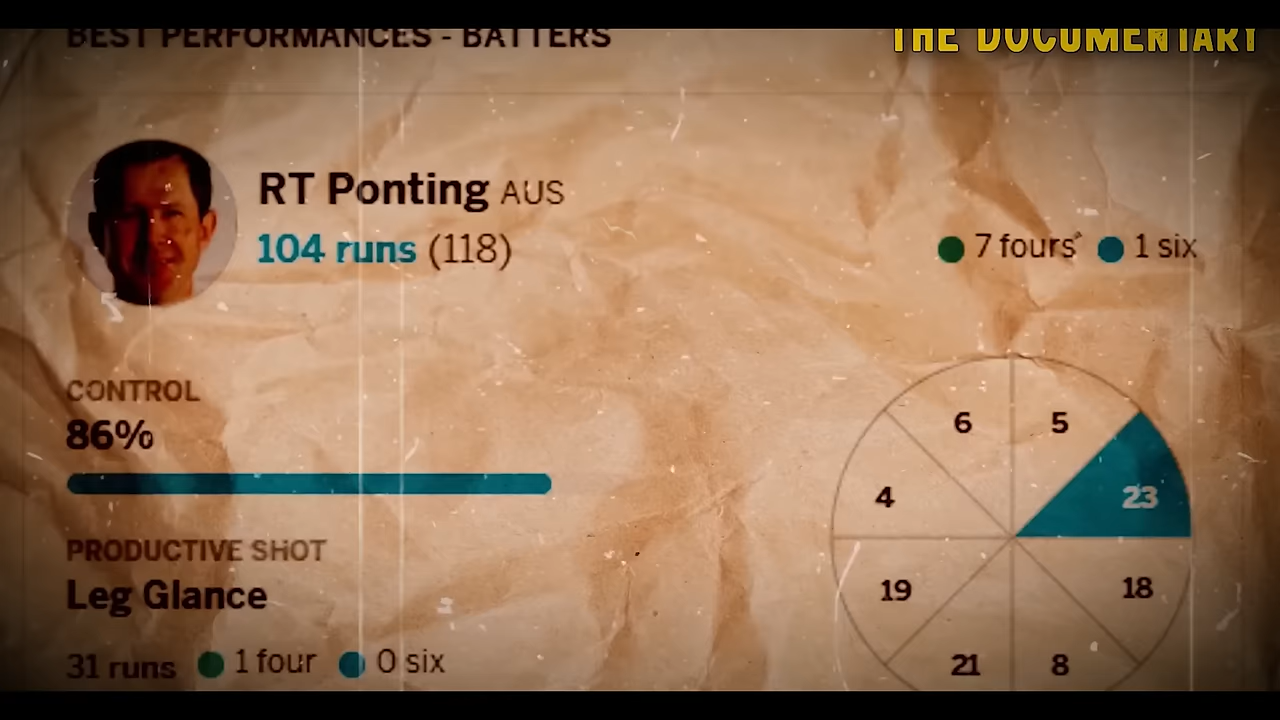 BEST PERFORMANCES - BATTERS
THE DOCUMENTARY
RT Ponting AUS
104 runs (118)
7 fours 1 six
CONTROL
86%
PRODUCTIVE SHOT
Leg Glance
31 runs 1 four 0 six
6 5
4 23
19 18
21 8